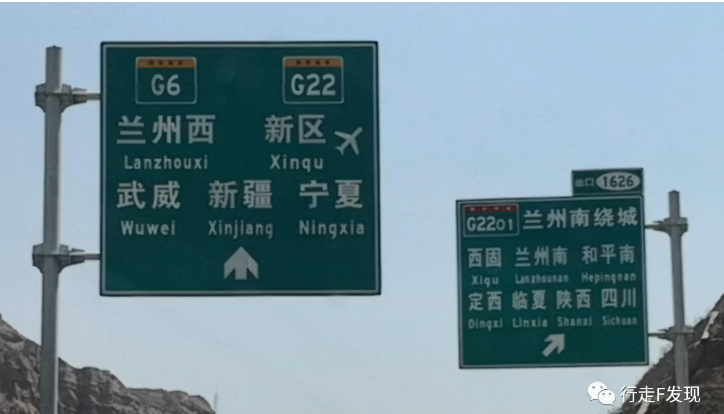 G6 G22
兰州西 新区
Lanzhouxi Xinqu
武威 新疆 宁夏
Wuwei Xinjiang Ningxia
出口 1626
G2201 兰州南绕城
西固 兰州南 和平南
Xigu Lanzhounan Hepingnan
定西 临夏 陕西 四川
Dingxi Linxia Shanxi Sichuan
行走F发现